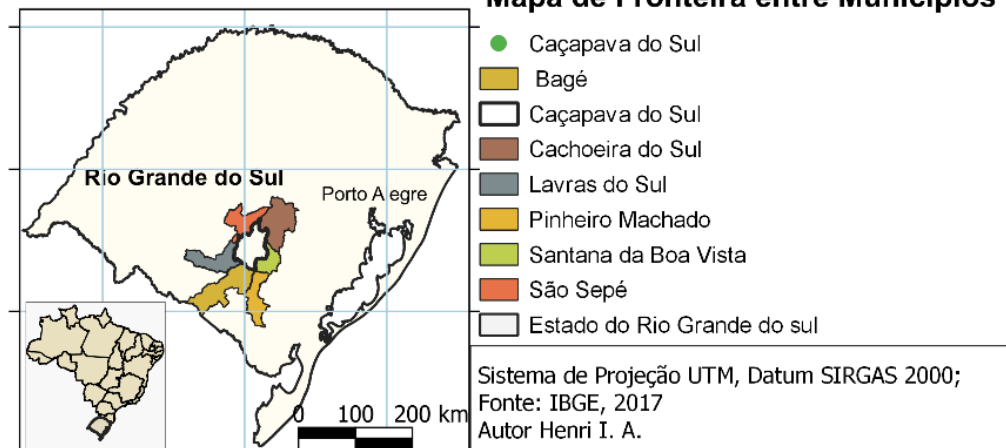 Mapa de Fronteira entre Municípios
Caçapava do Sul
Bagé
Caçapava do Sul
Cachoeira do Sul
Lavras do Sul
Pinheiro Machado
Santana da Boa Vista
São Sepé
Estado do Rio Grande do sul
Rio Grande do Sul
Porto Alegre
0 100 200 km
Sistema de Projeção UTM, Datum SIRGAS 2000;
Fonte: IBGE, 2017
Autor Henri I. A.